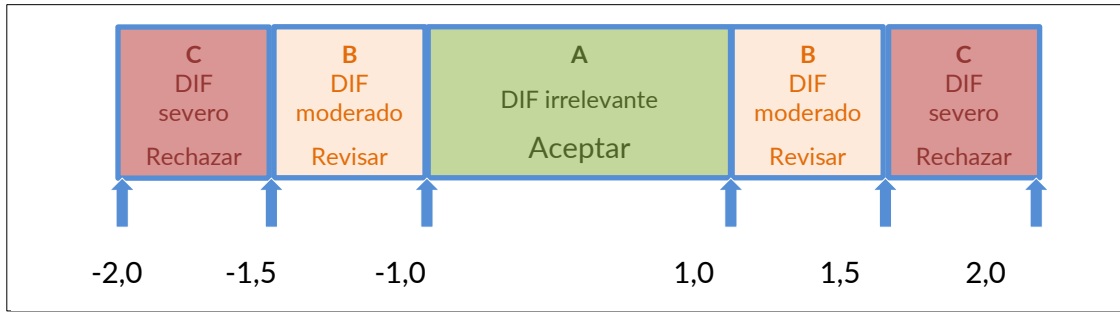 C
DIF
severo
Rechazar
B
DIF
moderado
Revisar
A
DIF irrelevante
Aceptar
B
DIF
moderado
Revisar
C
DIF
severo
Rechazar
-2,0
-1,5
-1,0
1,0
1,5
2,0